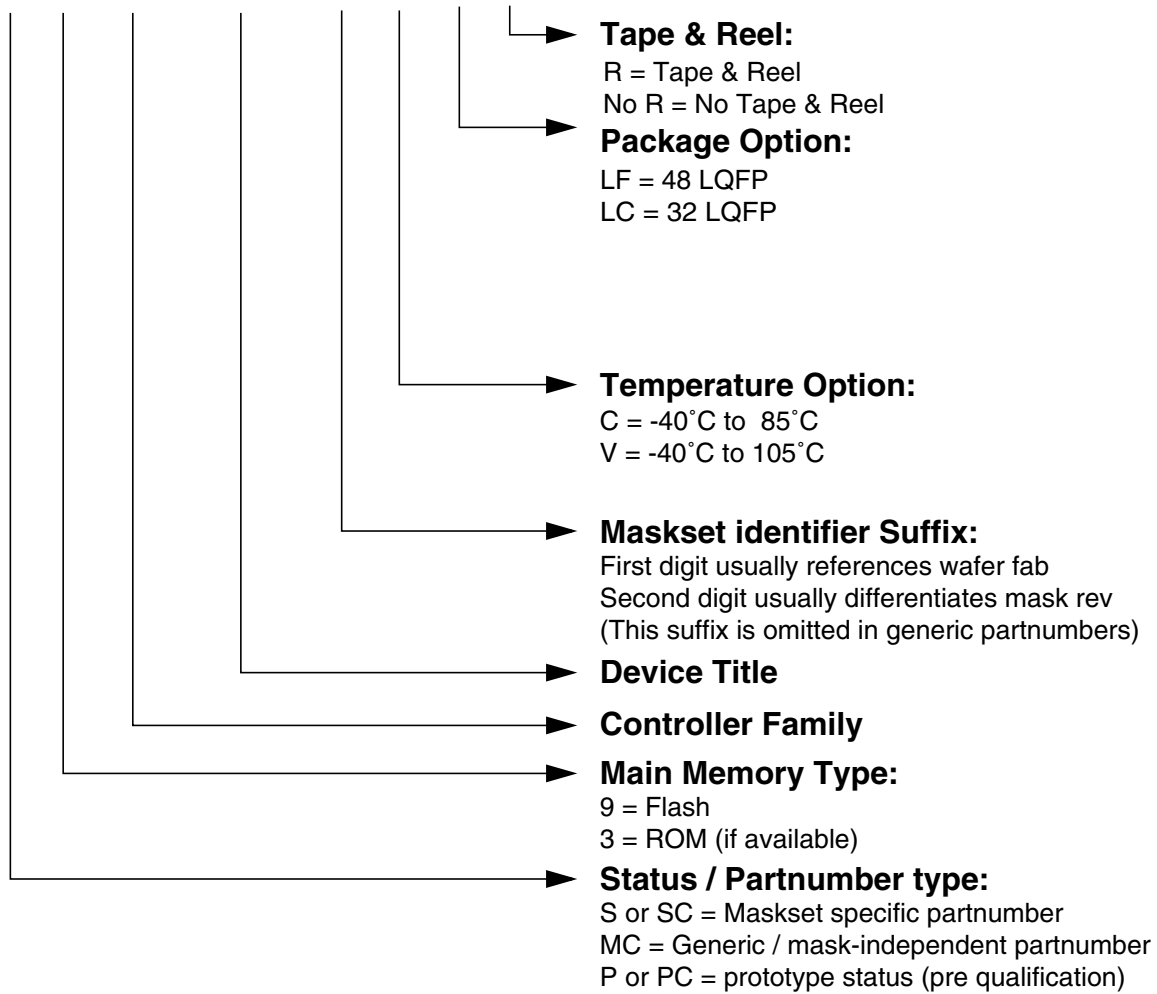 Tape & Reel:
R = Tape & Reel
No R = No Tape & Reel
Package Option:
LF = 48 LQFP
LC = 32 LQFP
Temperature Option:
C = -40˚C to  85˚C
V = -40˚C to 105˚C
Maskset identifier Suffix:
First digit usually references wafer fab
Second digit usually differentiates mask rev
(This suffix is omitted in generic partnumbers)
Device Title
Controller Family
Main Memory Type:
9 = Flash
3 = ROM (if available)
Status / Partnumber type:
S or SC = Maskset specific partnumber
MC = Generic / mask-independent partnumber
P or PC = prototype status (pre qualification)